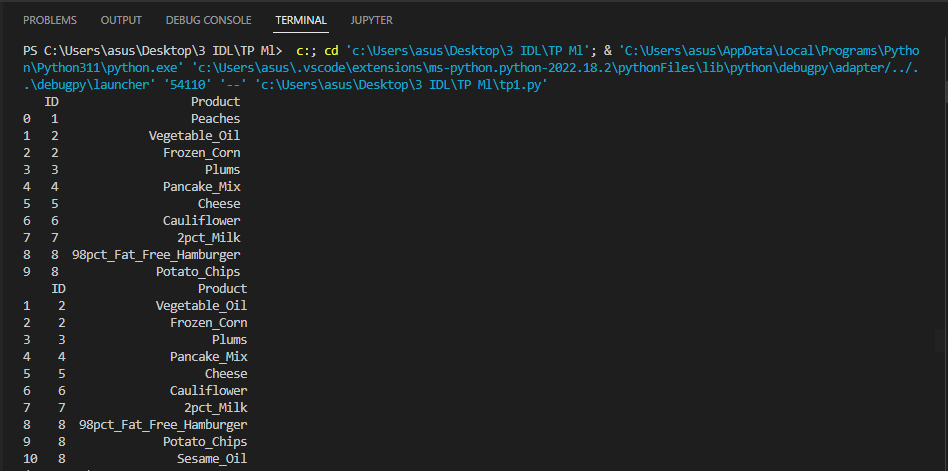 PROBLEMS OUTPUT DEBUG CONSOLE TERMINAL JUPYTER
PS C:\Users\asus\Desktop\3 IDL\TP Ml>  c:; cd 'c:\Users\asus\Desktop\3 IDL\TP Ml'; & 'C:\Users\asus\AppData\Local\Programs\Pytho
n\Python311\python.exe' 'c:\Users\asus\.vscode\extensions\ms-python.python-2022.18.2\pythonFiles\lib\python\debugpy\adapter/../.
.\debugpy\launcher' '54110' '--' 'c:\Users\asus\Desktop\3 IDL\TP Ml\tp1.py'
   ID                  Product
0   1                  Peaches
1   2            Vegetable_Oil
2   2              Frozen_Corn
3   3                    Plums
4   4              Pancake_Mix
5   5                   Cheese
6   6              Cauliflower
7   7                2pct_Milk
8   8  98pct_Fat_Free_Hamburger
9   8             Potato_Chips
    ID                  Product
1    2            Vegetable_Oil
2    2              Frozen_Corn
3    3                    Plums
4    4              Pancake_Mix
5    5                   Cheese
6    6              Cauliflower
7    7                2pct_Milk
8    8  98pct_Fat_Free_Hamburger
9    8             Potato_Chips
10   8               Sesame_Oil